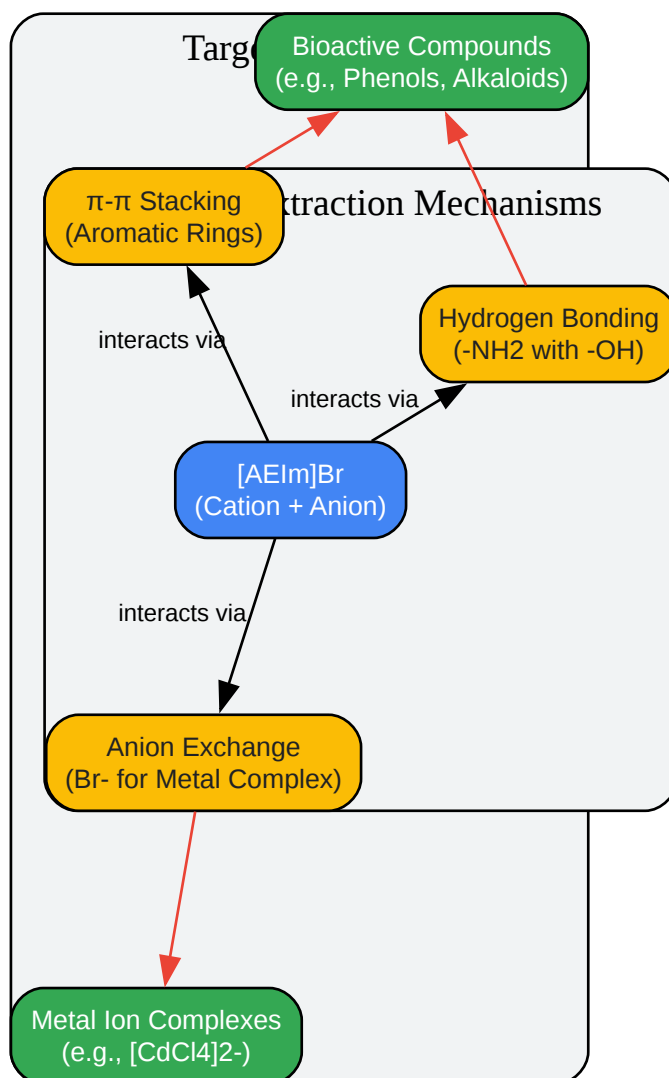 Targe
Bioactive Compounds
(e.g., Phenols, Alkaloids)
π-π Stacking
(Aromatic Rings)
xtraction Mechanisms
interacts via
Hydrogen Bonding
(-NH2 with -OH)
interacts via
[AEIm]Br
(Cation + Anion)
interacts via
Anion Exchange
(Br- for Metal Complex)
Metal Ion Complexes
(e.g., [CdCl4]2-)